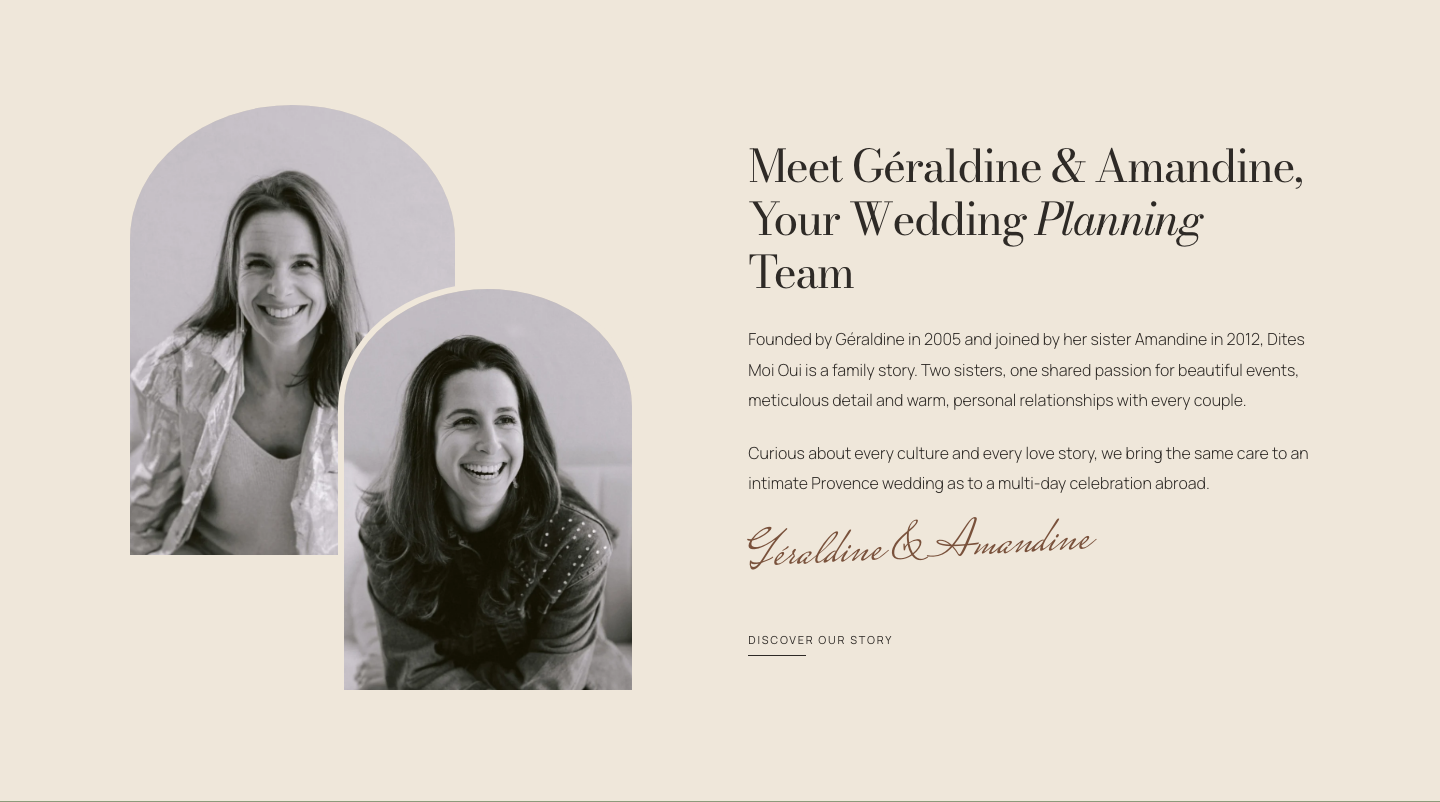 Meet Géraldine & Amandine,
Your Wedding Planning
Team
Founded by Géraldine in 2005 and joined by her sister Amandine in 2012, Dites
Moi Oui is a family story. Two sisters, one shared passion for beautiful events,
meticulous detail and warm, personal relationships with every couple.
Curious about every culture and every love story, we bring the same care to an
intimate Provence wedding as to a multi-day celebration abroad.
Géraldine & Amandine
DISCOVER OUR STORY